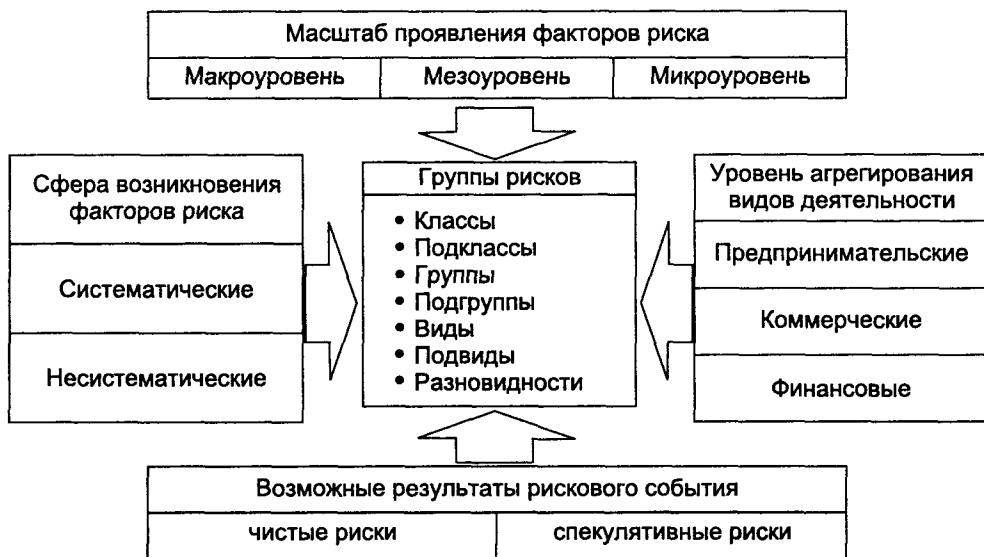 Масштаб проявления факторов риска
Макроуровень
Мезоуровень
Микроуровень
Сфера возникновения
факторов риска
Систематические
Несистематические
Группы рисков
• Классы
• Подклассы
• Группы
• Подгруппы
• Виды
• Подвиды
• Разновидности
Уровень агрегирования
видов деятельности
Предпринимательские
Коммерческие
Финансовые
Возможные результаты рискового события
чистые риски
спекулятивные риски